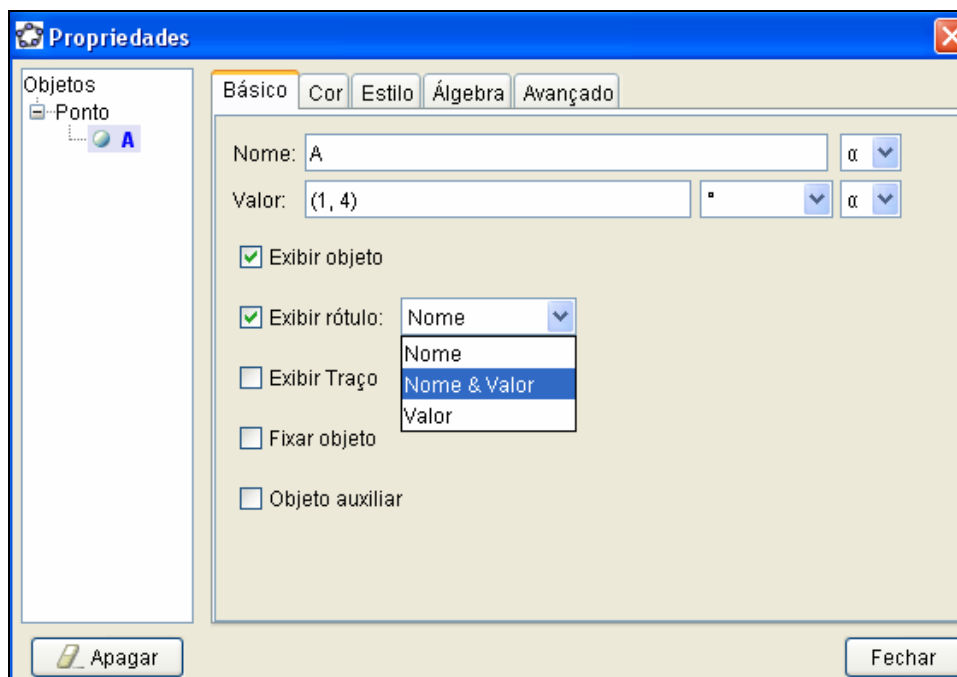 Propriedades
Objetos
Ponto
A
Básico Cor Estilo Álgebra Avançado
Nome: A α
Valor: (1, 4) ° α
Exibir objeto
Exibir rótulo: Nome
Nome
Nome & Valor
Valor
Exibir Traço
Fixar objeto
Objeto auxiliar
Apagar
Fechar